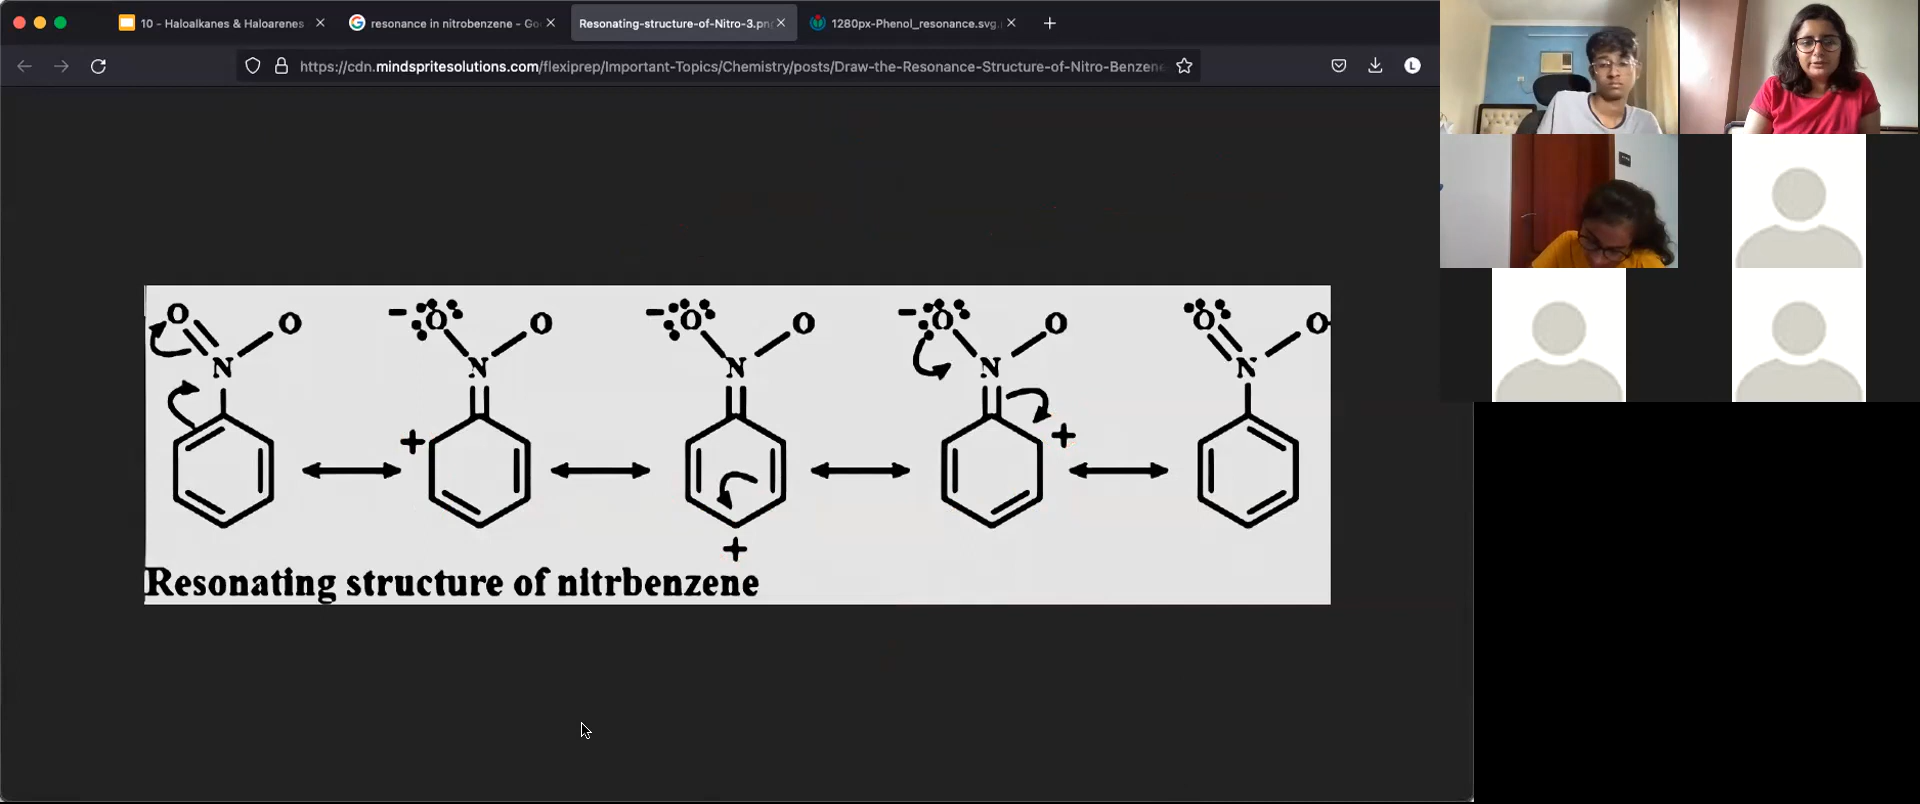 10 - Haloalkanes & Haloarenes
resonance in nitrobenzene - Go
Resonating-structure-of-Nitro-3.pn
1280px-Phenol_resonance.svg.
https://cdn.mindspritesolutions.com/flexiprep/Important-Topics/Chemistry/posts/Draw-the-Resonance-Structure-of-Nitro-Benzene
L
O O - O O - O O - O O O O
N N N N N
+ +
+
Resonating structure of nitrbenzene